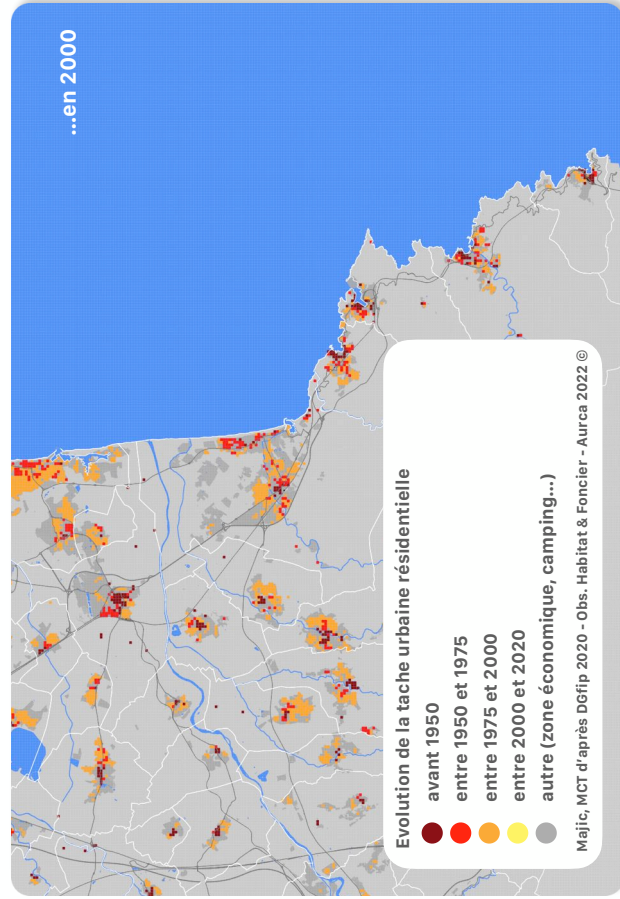 ...en 2000
Evolution de la tache urbaine résidentielle
avant 1950
entre 1950 et 1975
entre 1975 et 2000
entre 2000 et 2020
autre (zone économique, camping...)
Majic, MCT d'après DGfip 2020 - Obs. Habitat & Foncier - Aurca 2022 ©